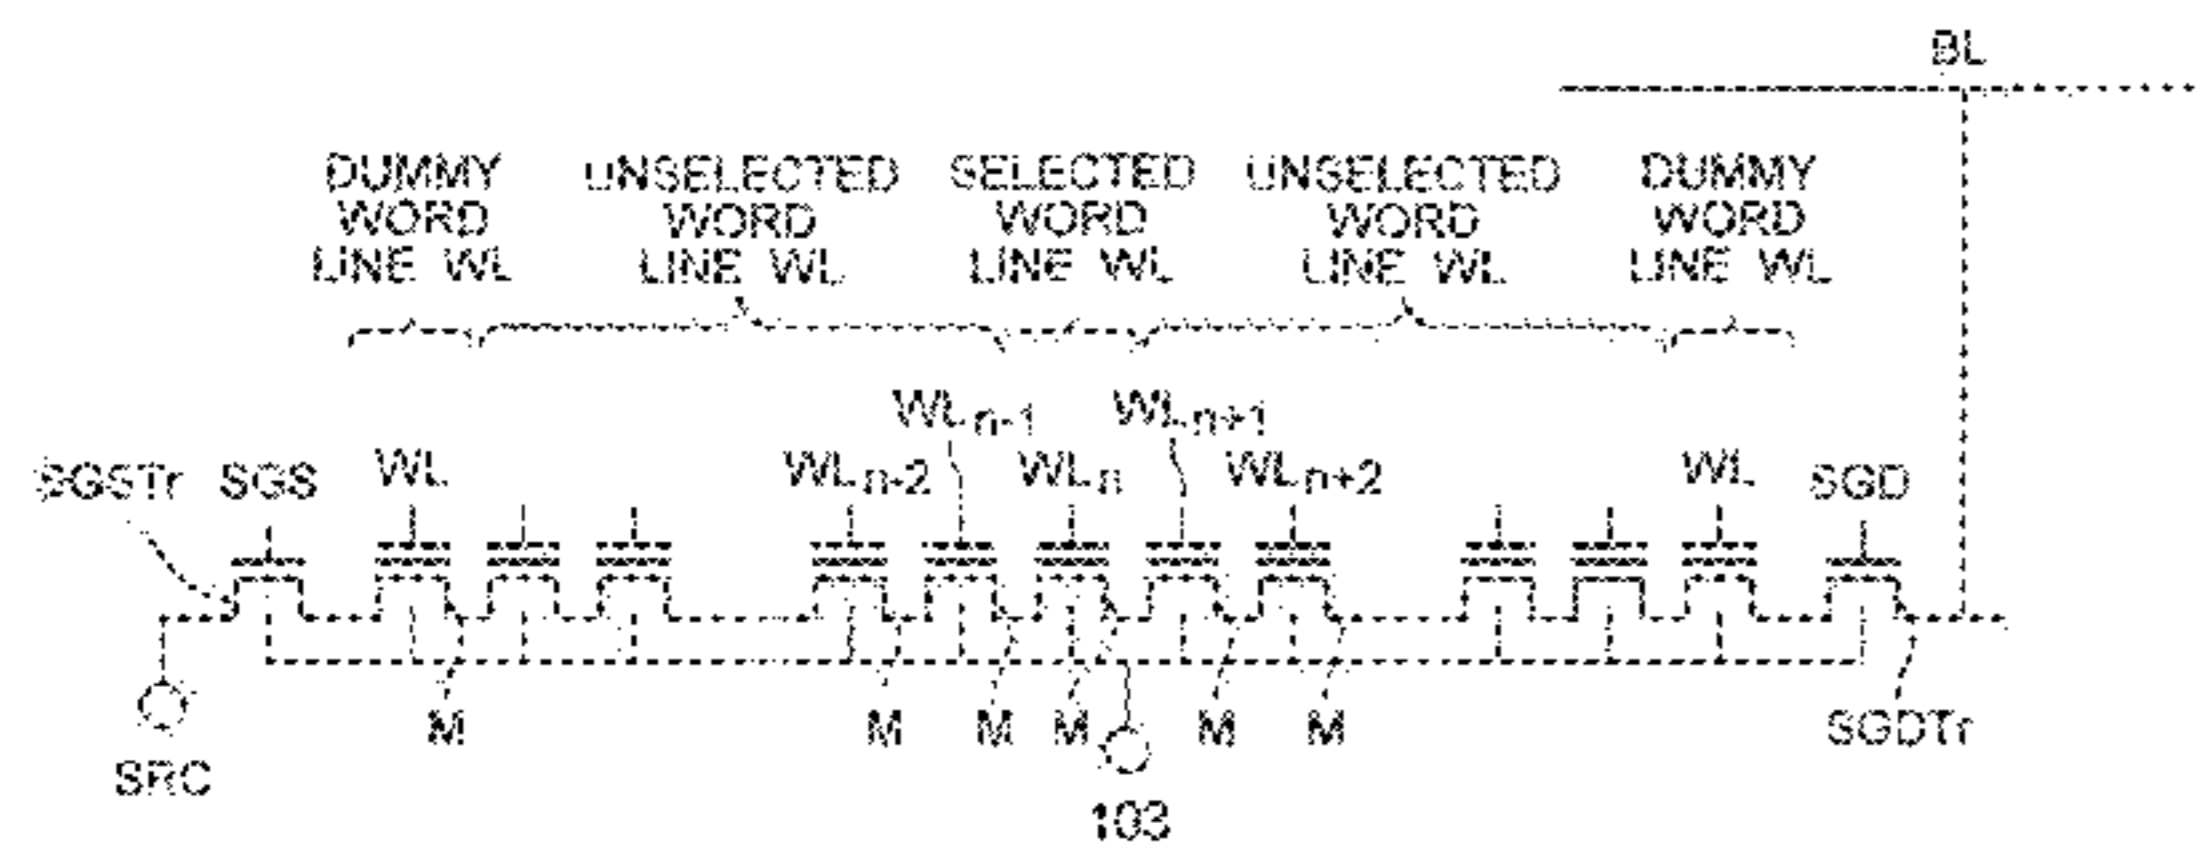 BL
DUMMY WORD LINE WL
UNSELECTED WORD LINE WL
SELECTED WORD LINE WL
UNSELECTED WORD LINE WL
DUMMY WORD LINE WL
WLn-1
WLn+1
SGSTr
SGS
WL
WLn-2
WLn
WLn+2
WL
SGD
M
M
M
M
M
M
SGDTr
SRC
103